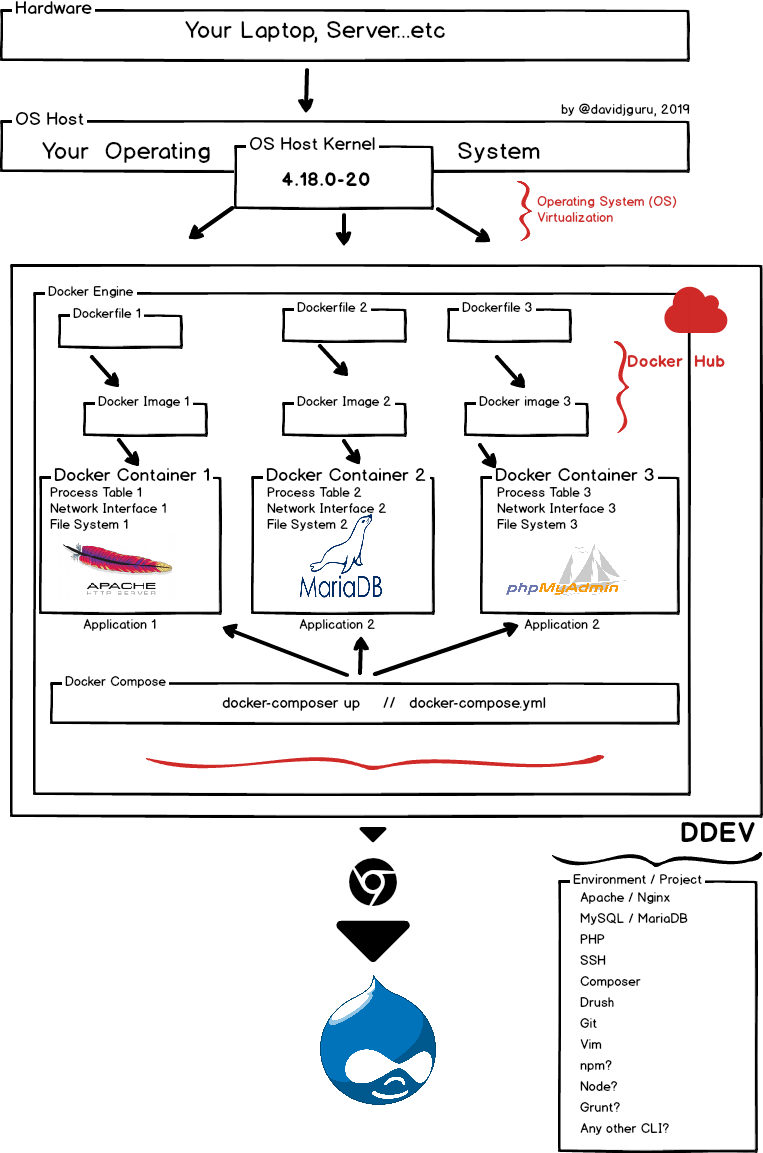 Hardware
Your Laptop, Server...etc
by @davidjguru, 2019
OS Host
Your Operating System
OS Host Kernel
4.18.0-20
Operating System (OS)
Virtualization
Docker Engine
Dockerfile 1
Dockerfile 2
Dockerfile 3
Docker Hub
Docker Image 1
Docker Image 2
Docker image 3
Docker Container 1
Process Table 1
Network Interface 1
File System 1
APACHE
HTTP SERVER
Application 1
Docker Container 2
Process Table 2
Network Interface 2
File System 2
MariaDB
Application 2
Docker Container 3
Process Table 3
Network Interface 3
File System 3
phpMyAdmin
Application 2
Docker Compose
docker-composer up // docker-compose.yml
DDEV
Environment / Project
Apache / Nginx
MySQL / MariaDB
PHP
SSH
Composer
Drush
Git
Vim
npm?
Node?
Grunt?
Any other CLI?